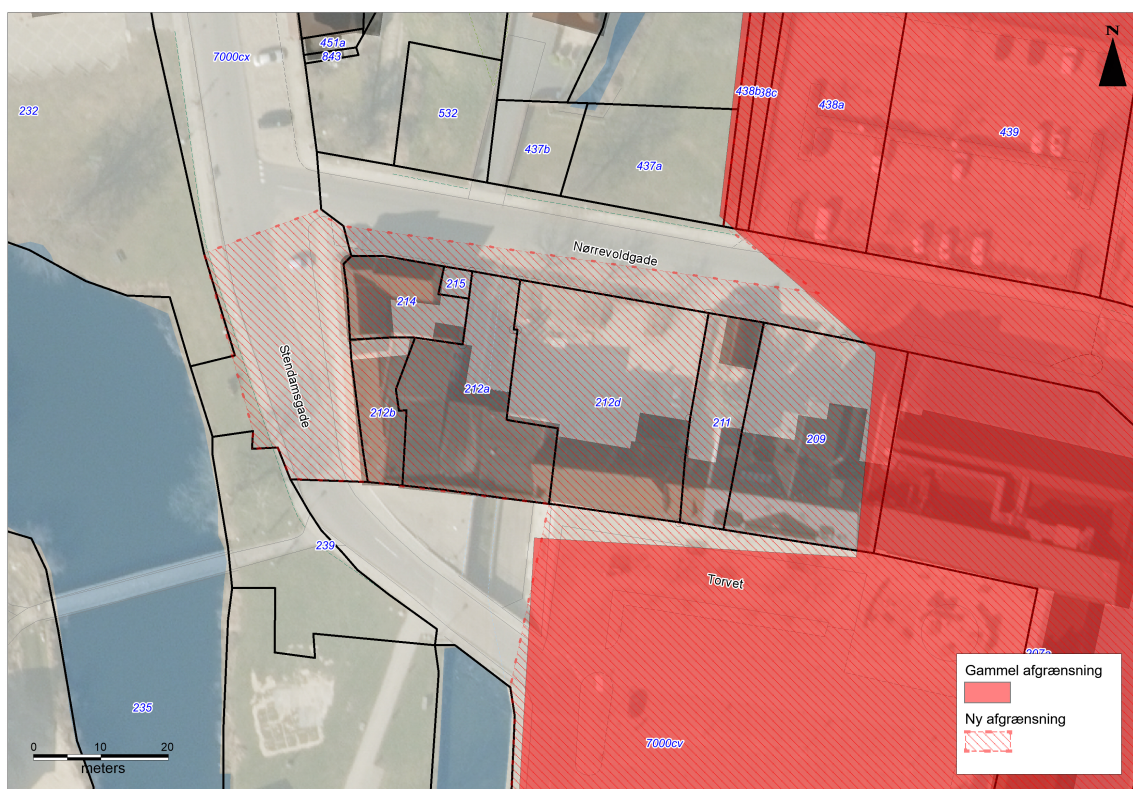 N
451a
7000cx
843
438b
38c
438a
232
532
439
437b
437a
Nørrevoldgade
215
214
Stendamsgade
212a
212d
212b
211
209
239
Torvet
207a
Gammel afgrænsning
Ny afgrænsning
235
7000cv
0 10 20
meters